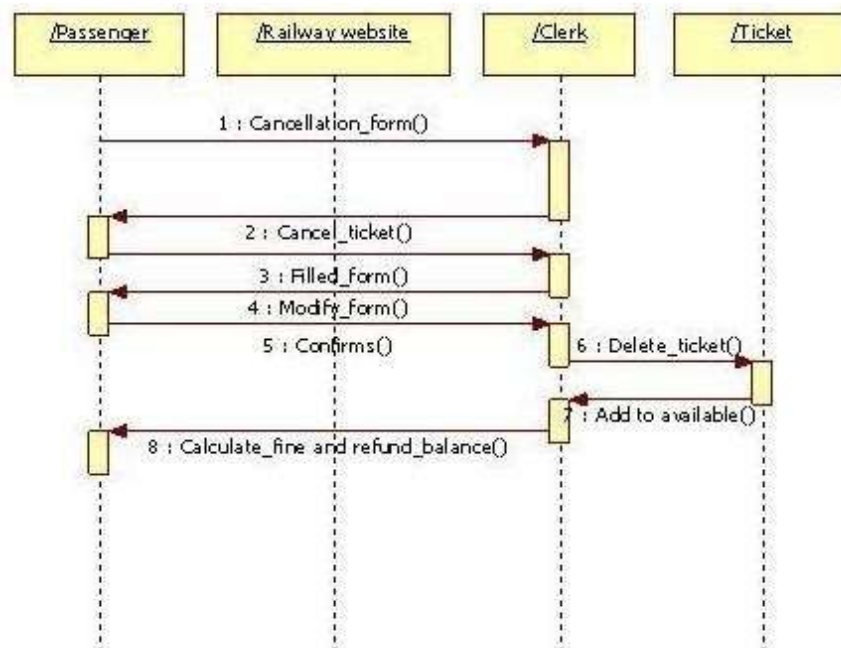 /Passenger
/Railway website
/Clerk
/Ticket
1 : Cancellation_form()
2 : Cancel_ticket()
3 : Filled_form()
4 : Modify_form()
5 : Confirms()
6 : Delete_ticket()
7 : Add to available()
8 : Calculate_fine and refund_balance()